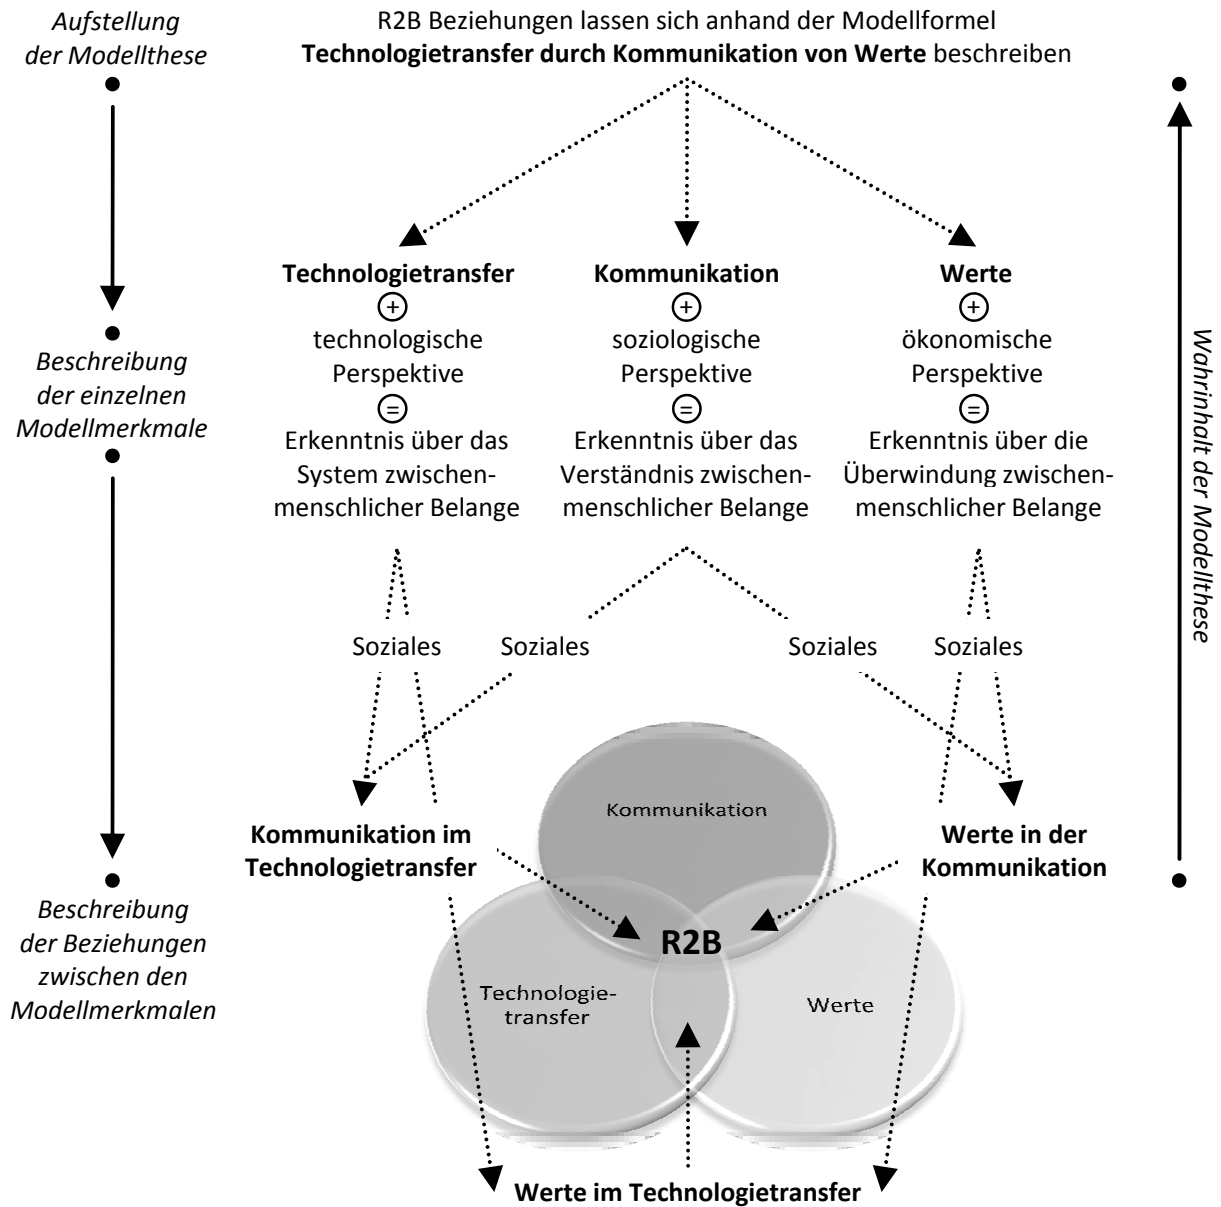 Aufstellung
der Modellthese
R2B Beziehungen lassen sich anhand der Modellformel
Technologietransfer durch Kommunikation von Werte beschreiben
Technologietransfer
+
technologische
Perspektive
=
Erkenntnis über das
System zwischen-
menschlicher Belange
Kommunikation
+
soziologische
Perspektive
=
Erkenntnis über das
Verständnis zwischen-
menschlicher Belange
Werte
+
ökonomische
Perspektive
=
Erkenntnis über die
Überwindung zwischen-
menschlicher Belange
Beschreibung
der einzelnen
Modellmerkmale
Wahrinhalt der Modellthese
Soziales
Soziales
Soziales
Soziales
Kommunikation
Kommunikation im
Technologietransfer
Werte in der
Kommunikation
R2B
Technologie-
transfer
Werte
Beschreibung
der Beziehungen
zwischen den
Modellmerkmalen
Werte im Technologietransfer